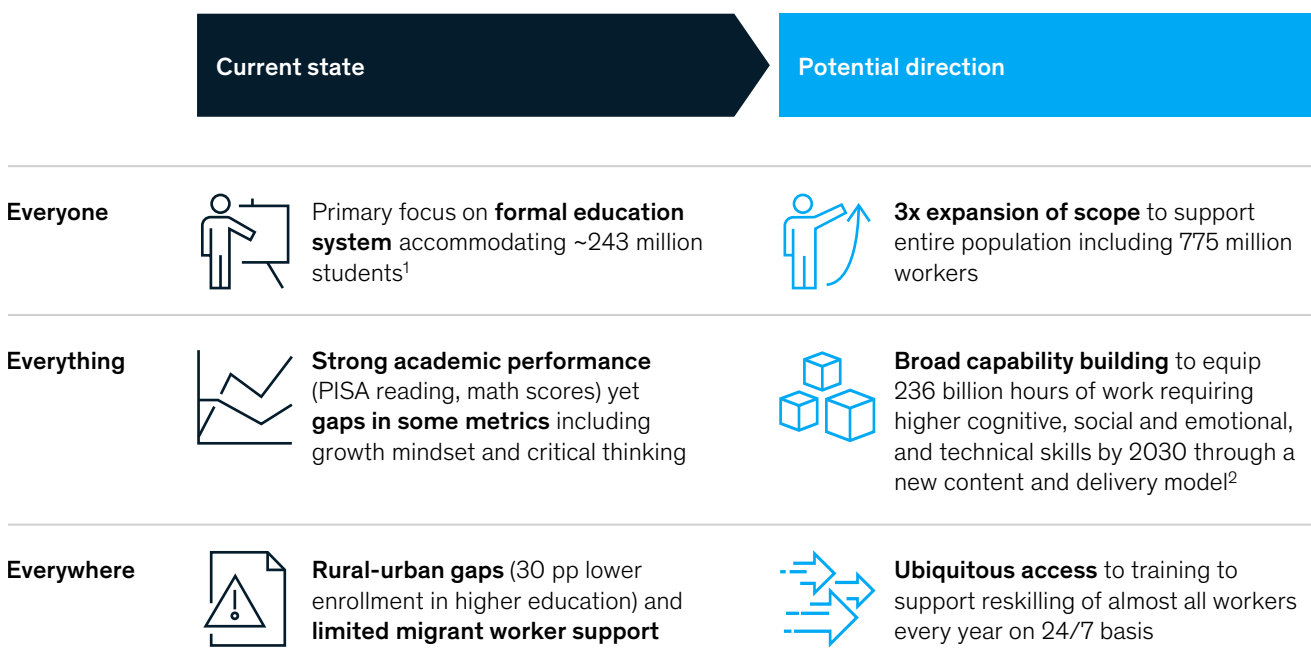 Current state
Potential direction
Everyone
Primary focus on formal education
system accommodating ~243 million
students¹
3x expansion of scope to support
entire population including 775 million
workers
Everything
Strong academic performance
(PISA reading, math scores) yet
gaps in some metrics including
growth mindset and critical thinking
Broad capability building to equip
236 billion hours of work requiring
higher cognitive, social and emotional,
and technical skills by 2030 through a
new content and delivery model²
Everywhere
Rural-urban gaps (30 pp lower
enrollment in higher education) and
limited migrant worker support
Ubiquitous access to training to
support reskilling of almost all workers
every year on 24/7 basis